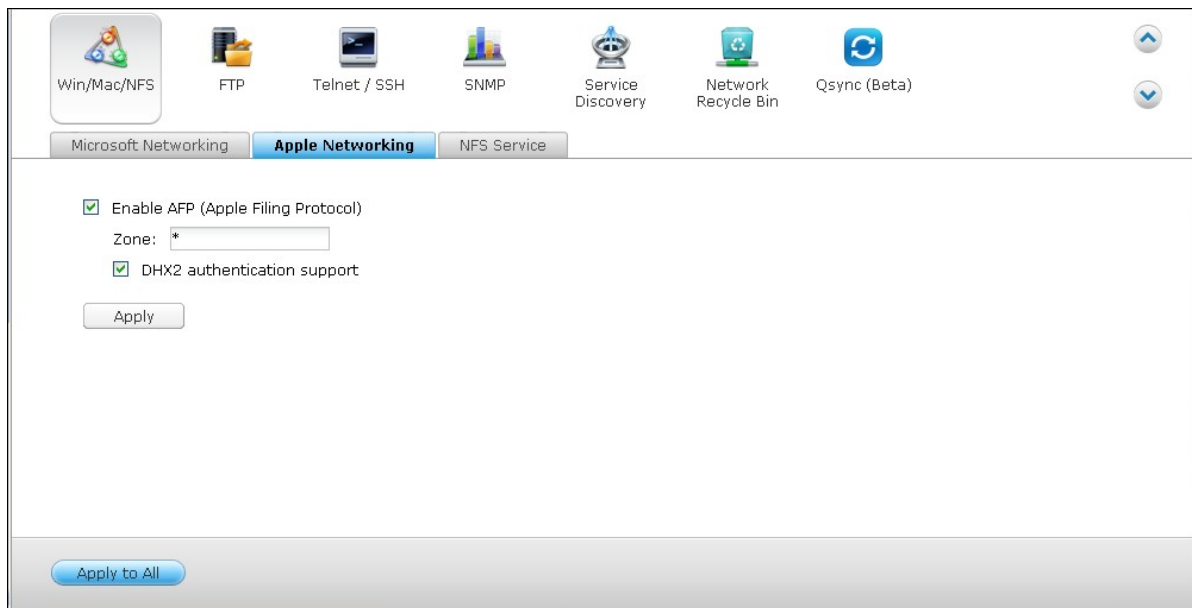 Win/Mac/NFS
FTP
Telnet / SSH
SNMP
Service
Discovery
Network
Recycle Bin
Qsync (Beta)
Microsoft Networking
Apple Networking
NFS Service
Enable AFP (Apple Filing Protocol)
Zone: *
DHX2 authentication support
Apply
Apply to All